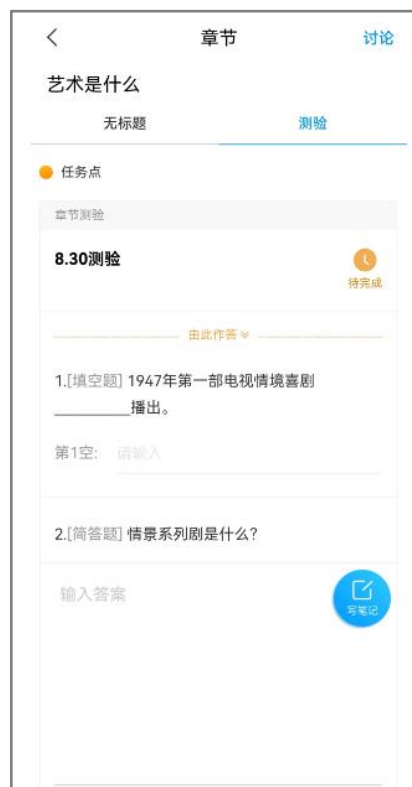 章节
讨论
艺术是什么
无标题
测验
任务点
章节测验
8.30测验
待完成
由此作答
1.[填空题] 1947年第一部电视情境喜剧
________播出。
第1空:
请输入
2.[简答题] 情景系列剧是什么?
输入答案
写笔记